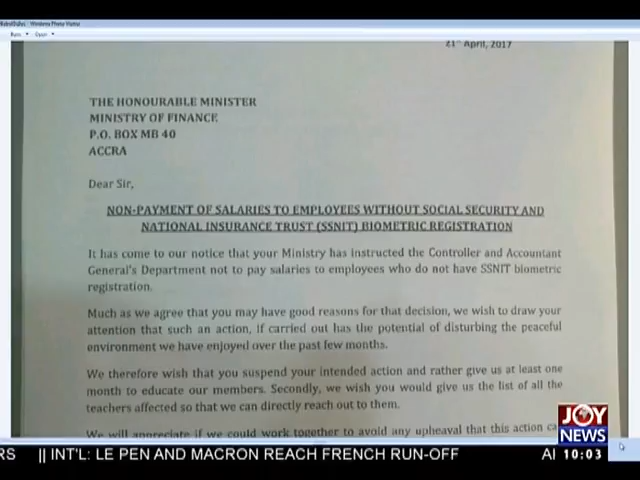 Windows Photo Viewer
21st April, 2017
THE HONOURABLE MINISTER
MINISTRY OF FINANCE
P.O. BOX MB 40
ACCRA
Dear Sir,
NON-PAYMENT OF SALARIES TO EMPLOYEES WITHOUT SOCIAL SECURITY AND
NATIONAL INSURANCE TRUST (SSNIT) BIOMETRIC REGISTRATION
It has come to our notice that your Ministry has instructed the Controller and Accountant
General's Department not to pay salaries to employees who do not have SSNIT biometric
registration.
Much as we agree that you may have good reasons for that decision, we wish to draw your
attention that such an action, if carried out has the potential of disturbing the peaceful
environment we have enjoyed over the past few months.
We therefore wish that you suspend your intended action and rather give us at least one
month to educate our members. Secondly, we wish you would give us the list of all the
teachers affected so that we can directly reach out to them.
We will appreciate if we could work together to avoid any upheaval that this action ca
JOY
NEWS
RS || INT'L: LE PEN AND MACRON REACH FRENCH RUN-OFF AI 10:03